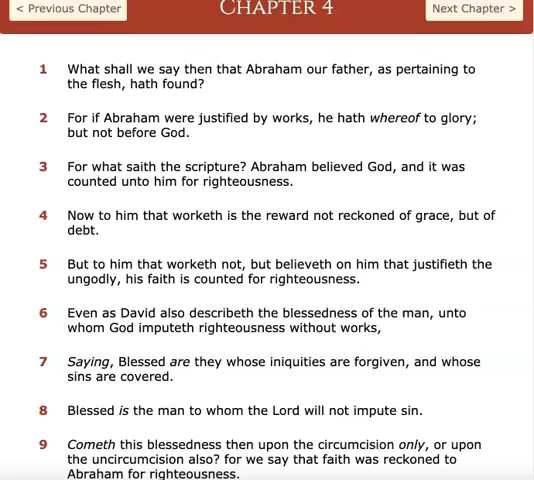 < Previous Chapter
CHAPTER 4
Next Chapter >
1 What shall we say then that Abraham our father, as pertaining to
the flesh, hath found?
2 For if Abraham were justified by works, he hath whereof to glory;
but not before God.
3 For what saith the scripture? Abraham believed God, and it was
counted unto him for righteousness.
4 Now to him that worketh is the reward not reckoned of grace, but of
debt.
5 But to him that worketh not, but believeth on him that justifieth the
ungodly, his faith is counted for righteousness.
6 Even as David also describeth the blessedness of the man, unto
whom God imputeth righteousness without works,
7 Saying, Blessed are they whose iniquities are forgiven, and whose
sins are covered.
8 Blessed is the man to whom the Lord will not impute sin.
9 Cometh this blessedness then upon the circumcision only, or upon
the uncircumcision also? for we say that faith was reckoned to
Abraham for righteousness.